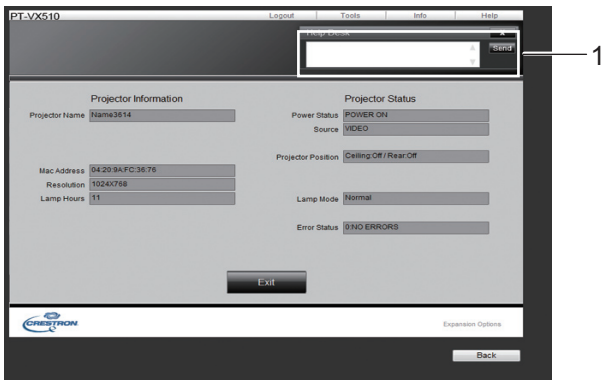 PT-VX510 Logout Tools Info Help
Help Desk
Send
1
Projector Information Projector Status
Projector Name Name3614 Power Status POWER ON
Source VIDEO
Projector Position Ceiling:Off / Rear:Off
Mac Address 04:20:9A:FC:36:76
Resolution 1024X768
Lamp Hours 11 Lamp Mode Normal
Error Status 0:NO ERRORS
Exit
CRESTRON Expansion Options
Back